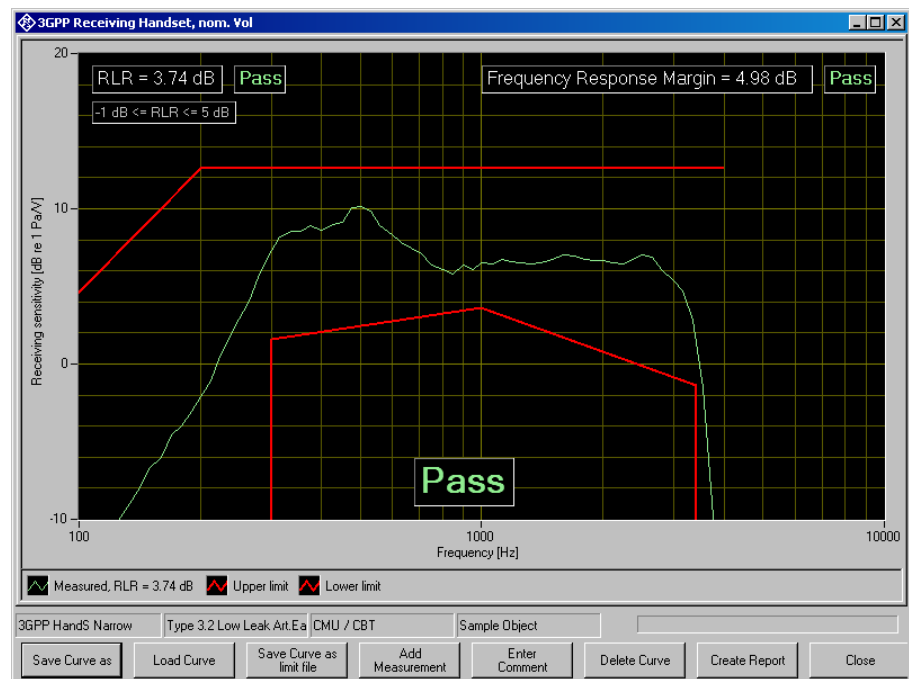 3GPP Receiving Handset, nom. Vol
20
RLR = 3.74 dB
Pass
Frequency Response Margin = 4.98 dB
Pass
-1 dB <= RLR <= 5 dB
10
Receiving sensitivity [dB re 1 Pa/V]
0
Pass
-10
100
1000
10000
Frequency [Hz]
Measured, RLR = 3.74 dB
Upper limit
Lower limit
3GPP HandS Narrow
Type 3.2 Low Leak Art.Ea
CMU / CBT
Sample Object
Save Curve as
Load Curve
Save Curve as
limit file
Add
Measurement
Enter
Comment
Delete Curve
Create Report
Close